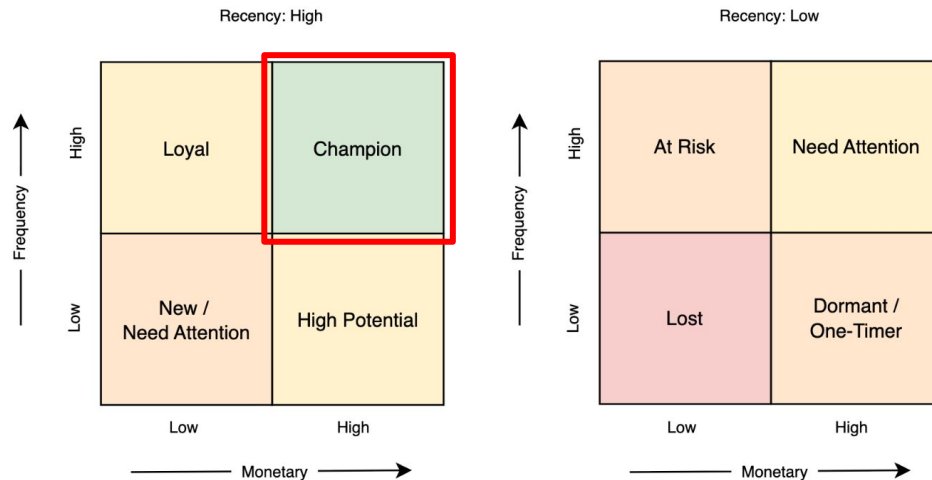 Recency: High
Recency: Low
High
Loyal
Champion
Frequency
Low
New /
Need Attention
High Potential
Low
High
Monetary
High
At Risk
Need Attention
Frequency
Low
Lost
Dormant /
One-Timer
Low
High
Monetary